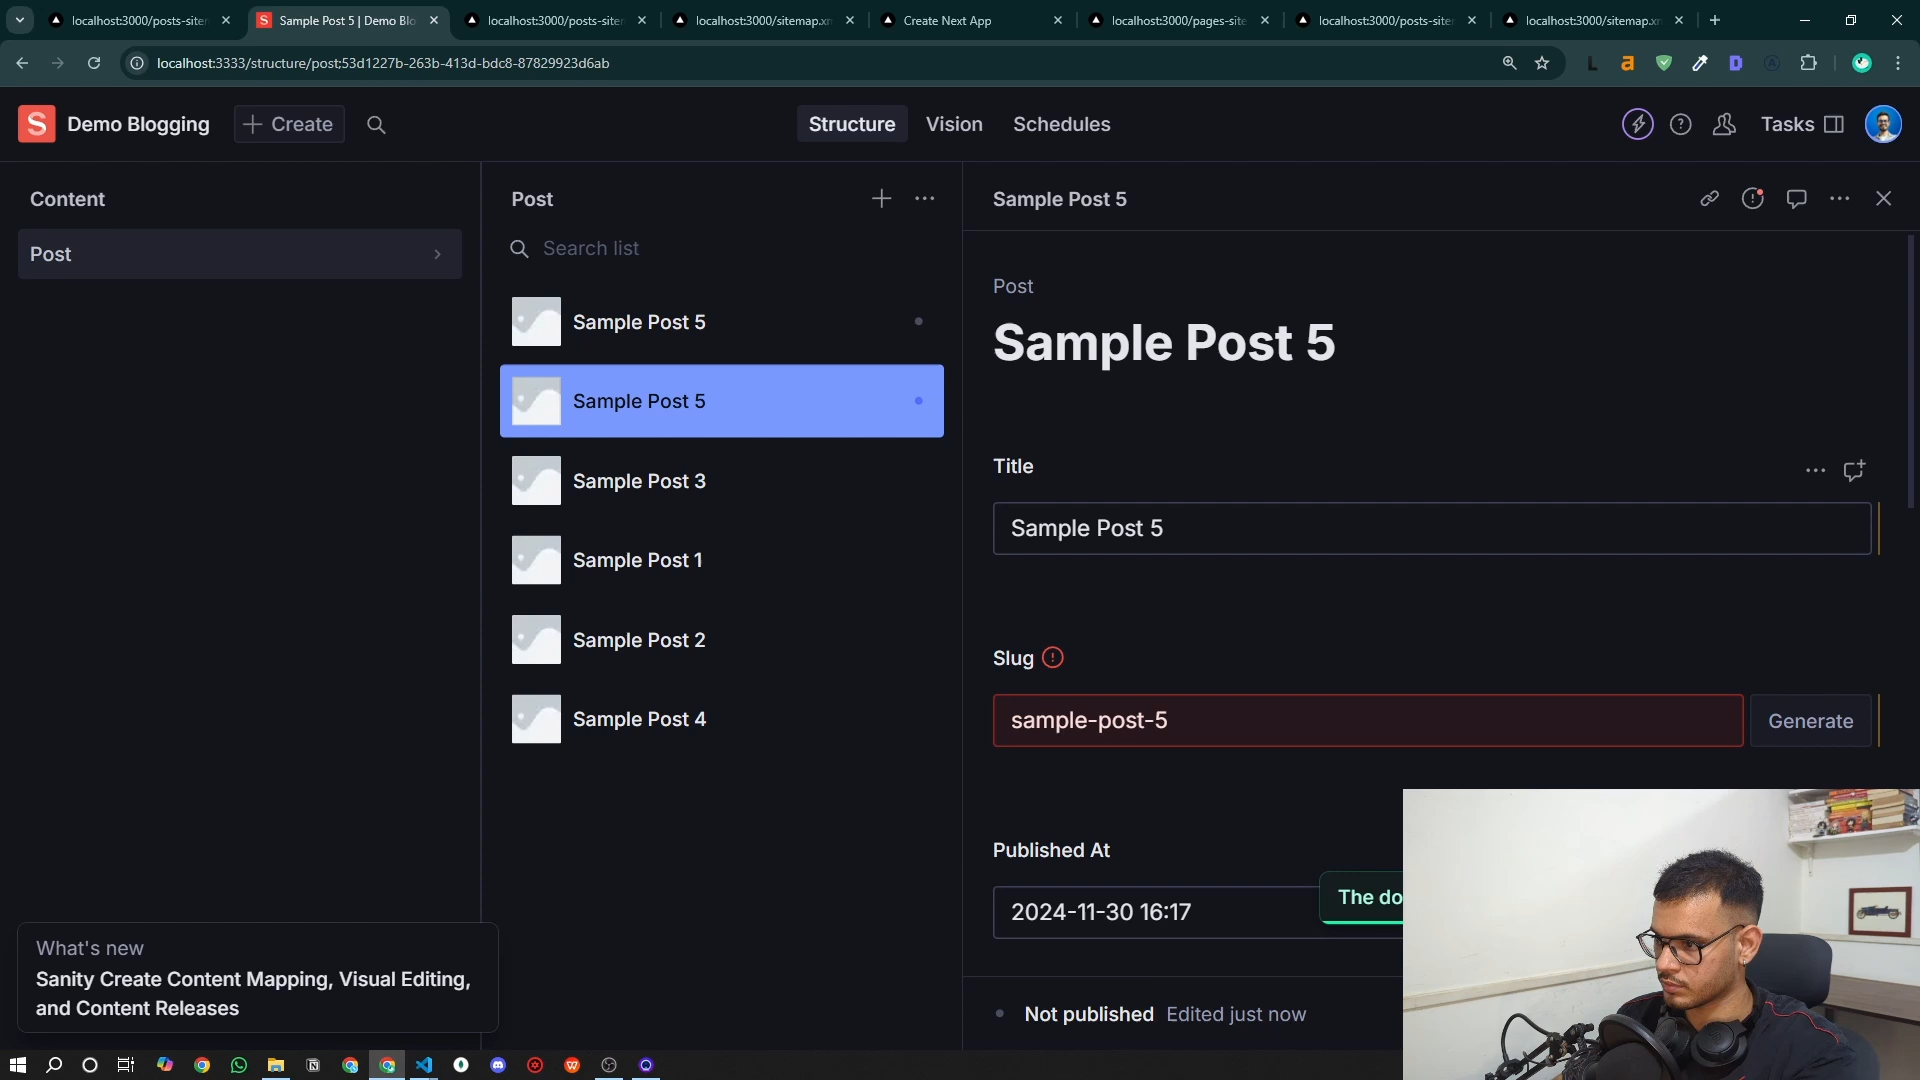 localhost:3000/posts-siten
Sample Post 5 | Demo Blo
localhost:3000/posts-siten
localhost:3000/sitemap.xm
Create Next App
localhost:3000/pages-site
localhost:3000/posts-siten
localhost:3000/sitemap.xm
localhost:3333/structure/post;53d1227b-263b-413d-bdc8-87829923d6ab
S
Demo Blogging
Create
Structure
Vision
Schedules
Tasks
Content
Post
Post
Search list
Sample Post 5
Sample Post 5
Sample Post 3
Sample Post 1
Sample Post 2
Sample Post 4
Sample Post 5
Post
Sample Post 5
Title
Sample Post 5
Slug
sample-post-5
Generate
Published At
2024-11-30 16:17
The do
Not published Edited just now
What's new
Sanity Create Content Mapping, Visual Editing,
and Content Releases